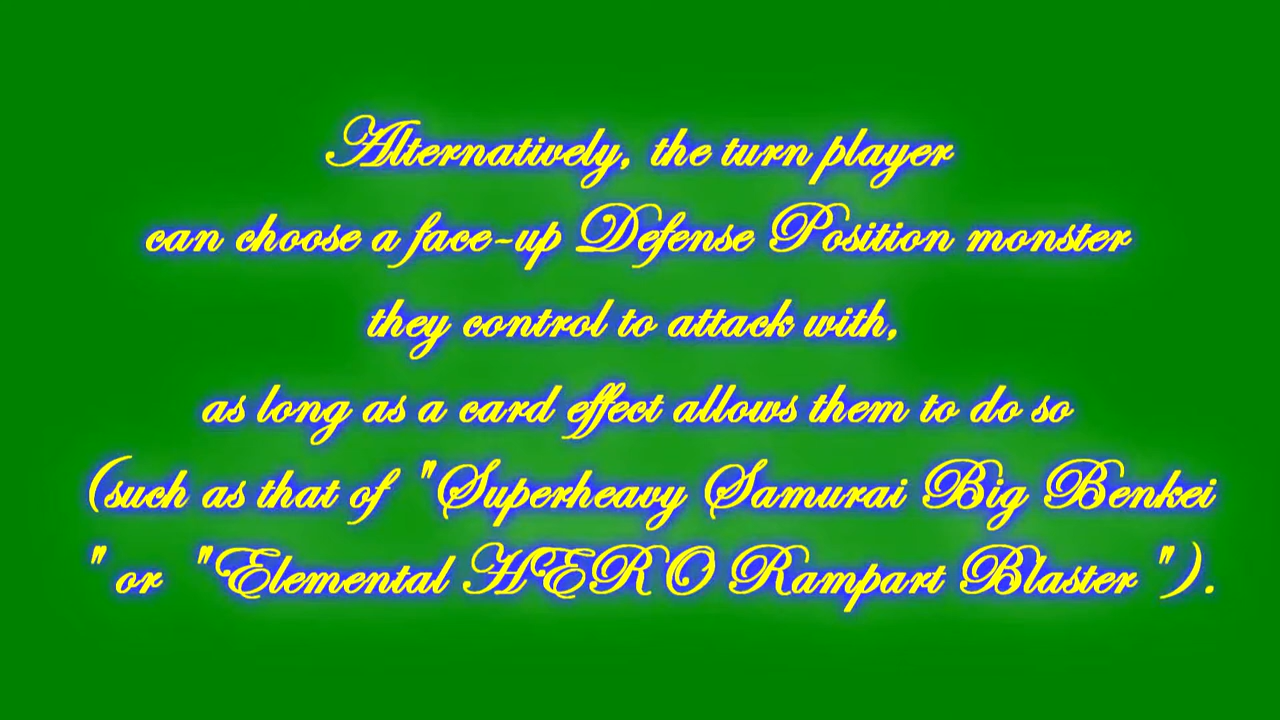 Alternatively, the turn player
can choose a face-up Defense Position monster
they control to attack with,
as long as a card effect allows them to do so
(such as that of "Superheavy Samurai Big Benkei
" or "Elemental HERO Rampart Blaster ").